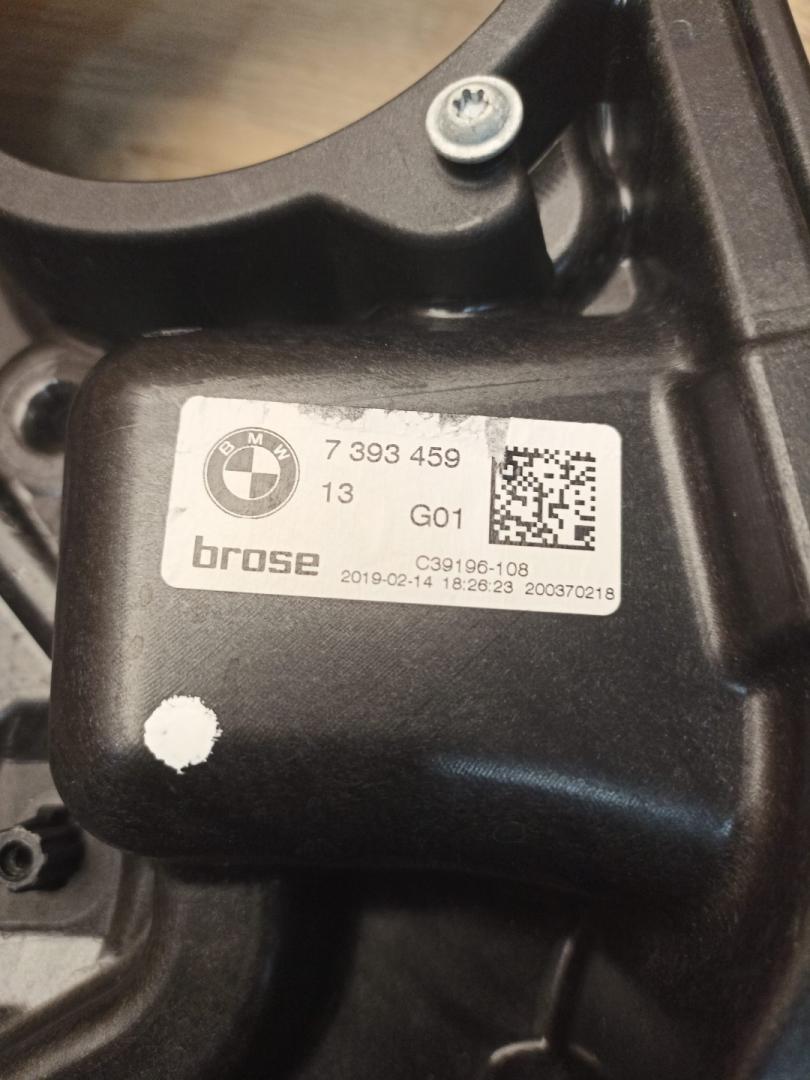 BMW
7 393 459
13
G01
brose
C39196-108
2019-02-14 18:26:23 200370218